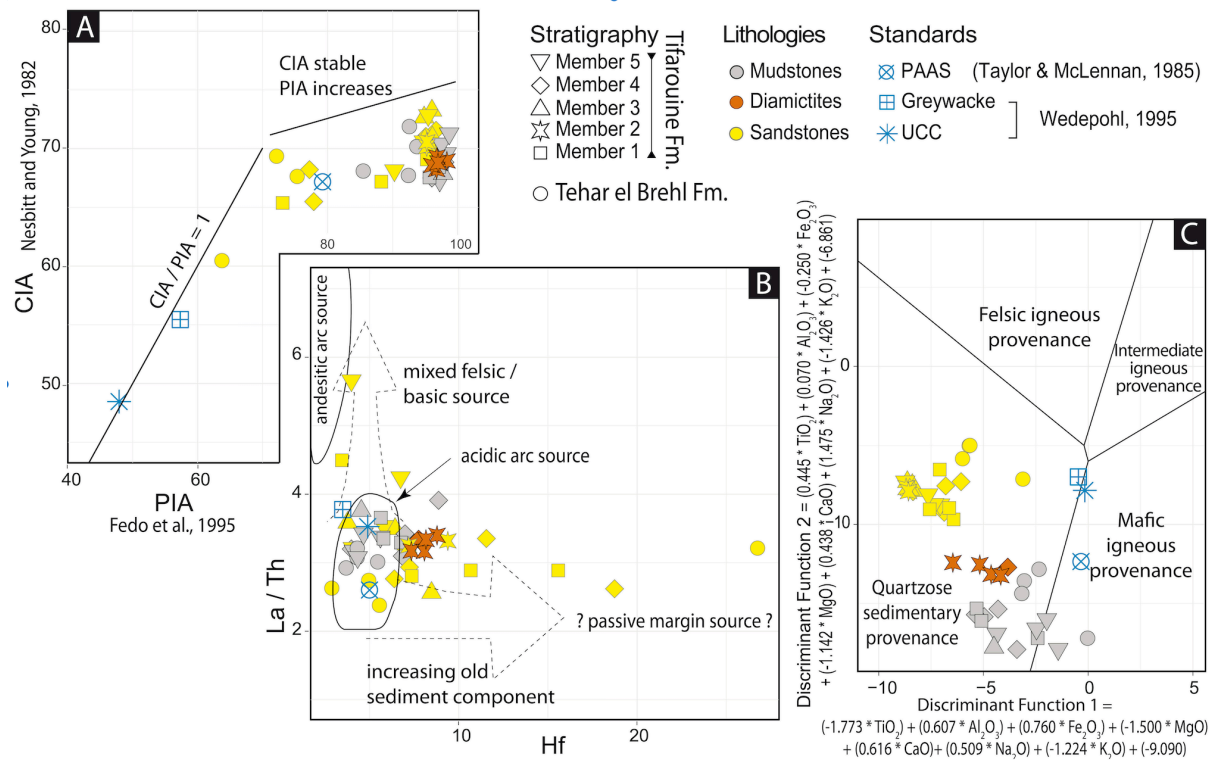 A
80
70
60
50
CIA
Nesbitt and Young, 1982
CIA stable
PIA increases
CIA / PIA = 1
80
100
40
60
PIA
Fedo et al., 1995
Stratigraphy
Member 5
Member 4
Member 3
Member 2
Member 1
Tifarouine Fm.
Tehar el Brehl Fm.
Lithologies
Mudstones
Diamictites
Sandstones
Standards
PAAS (Taylor & McLennan, 1985)
Greywacke
UCC
Wedepohl, 1995
B
andesitic arc source
mixed felsic /
basic source
acidic arc source
? passive margin source ?
increasing old
sediment component
6
4
2
La / Th
10
20
Hf
C
Felsic igneous
provenance
Intermediate
igneous
provenance
Mafic
igneous
provenance
Quartzose
sedimentary
provenance
0
-10
Discriminant Function 2 = (0.445 * TiO2) + (0.070 * Al2O3) + (-0.250 * Fe2O3)
+ (-1.142 * MgO) + (0.438 * CaO) + (1.475 * Na2O) + (-1.426 * K2O) + (-6.861)
−10
−5
0
5
Discriminant Function 1 =
(-1.773 * TiO2) + (0.607 * Al2O3) + (0.760 * Fe2O3) + (-1.500 * MgO)
+ (0.616 * CaO)+ (0.509 * Na2O) + (-1.224 * K2O) + (-9.090)